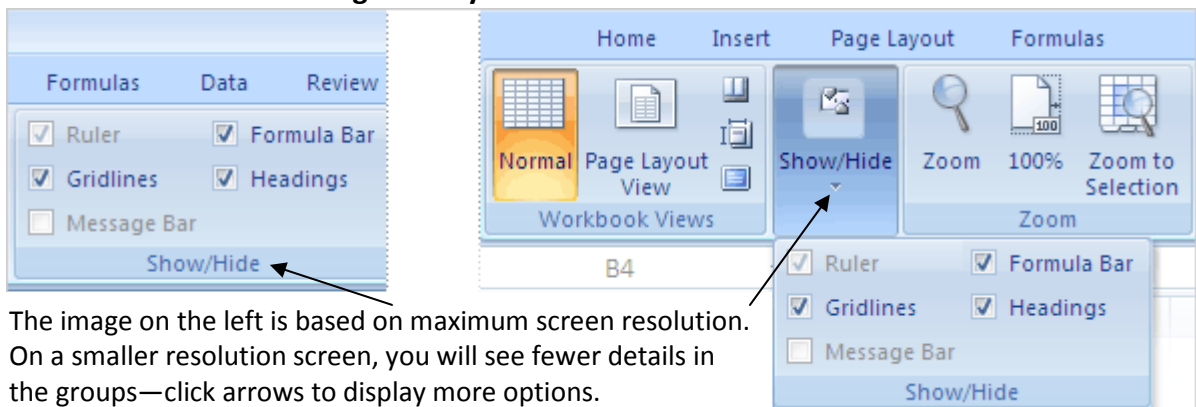 Formulas Data Review
Ruler Formula Bar
Gridlines Headings
Message Bar
Show/Hide
Home Insert Page Layout Formulas
Normal Page Layout View Show/Hide Zoom 100 100% Zoom to Selection
Workbook Views Zoom
B4
Ruler Formula Bar
Gridlines Headings
Message Bar
Show/Hide
The image on the left is based on maximum screen resolution.
On a smaller resolution screen, you will see fewer details in
the groups—click arrows to display more options.